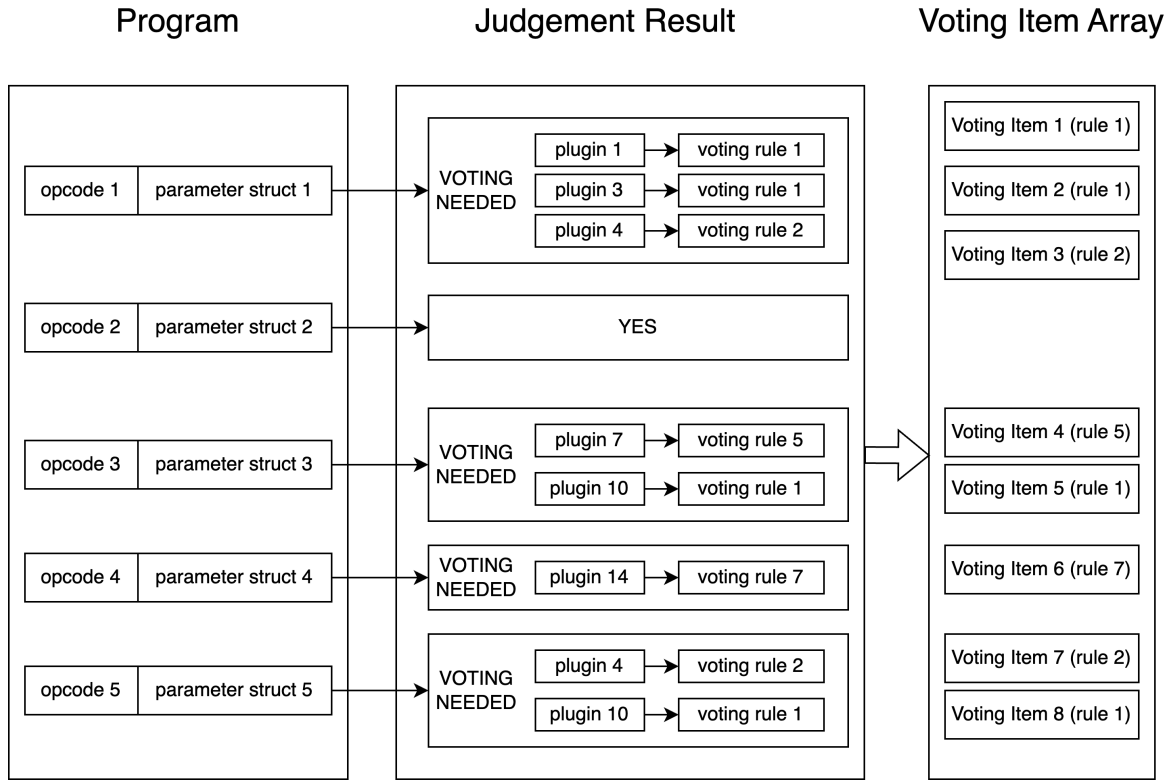 Program
Judgement Result
Voting Item Array
opcode 1
parameter struct 1
VOTING
NEEDED
plugin 1
voting rule 1
plugin 3
voting rule 1
plugin 4
voting rule 2
Voting Item 1 (rule 1)
Voting Item 2 (rule 1)
Voting Item 3 (rule 2)
opcode 2
parameter struct 2
YES
opcode 3
parameter struct 3
VOTING
NEEDED
plugin 7
voting rule 5
plugin 10
voting rule 1
Voting Item 4 (rule 5)
Voting Item 5 (rule 1)
opcode 4
parameter struct 4
VOTING
NEEDED
plugin 14
voting rule 7
Voting Item 6 (rule 7)
opcode 5
parameter struct 5
VOTING
NEEDED
plugin 4
voting rule 2
plugin 10
voting rule 1
Voting Item 7 (rule 2)
Voting Item 8 (rule 1)